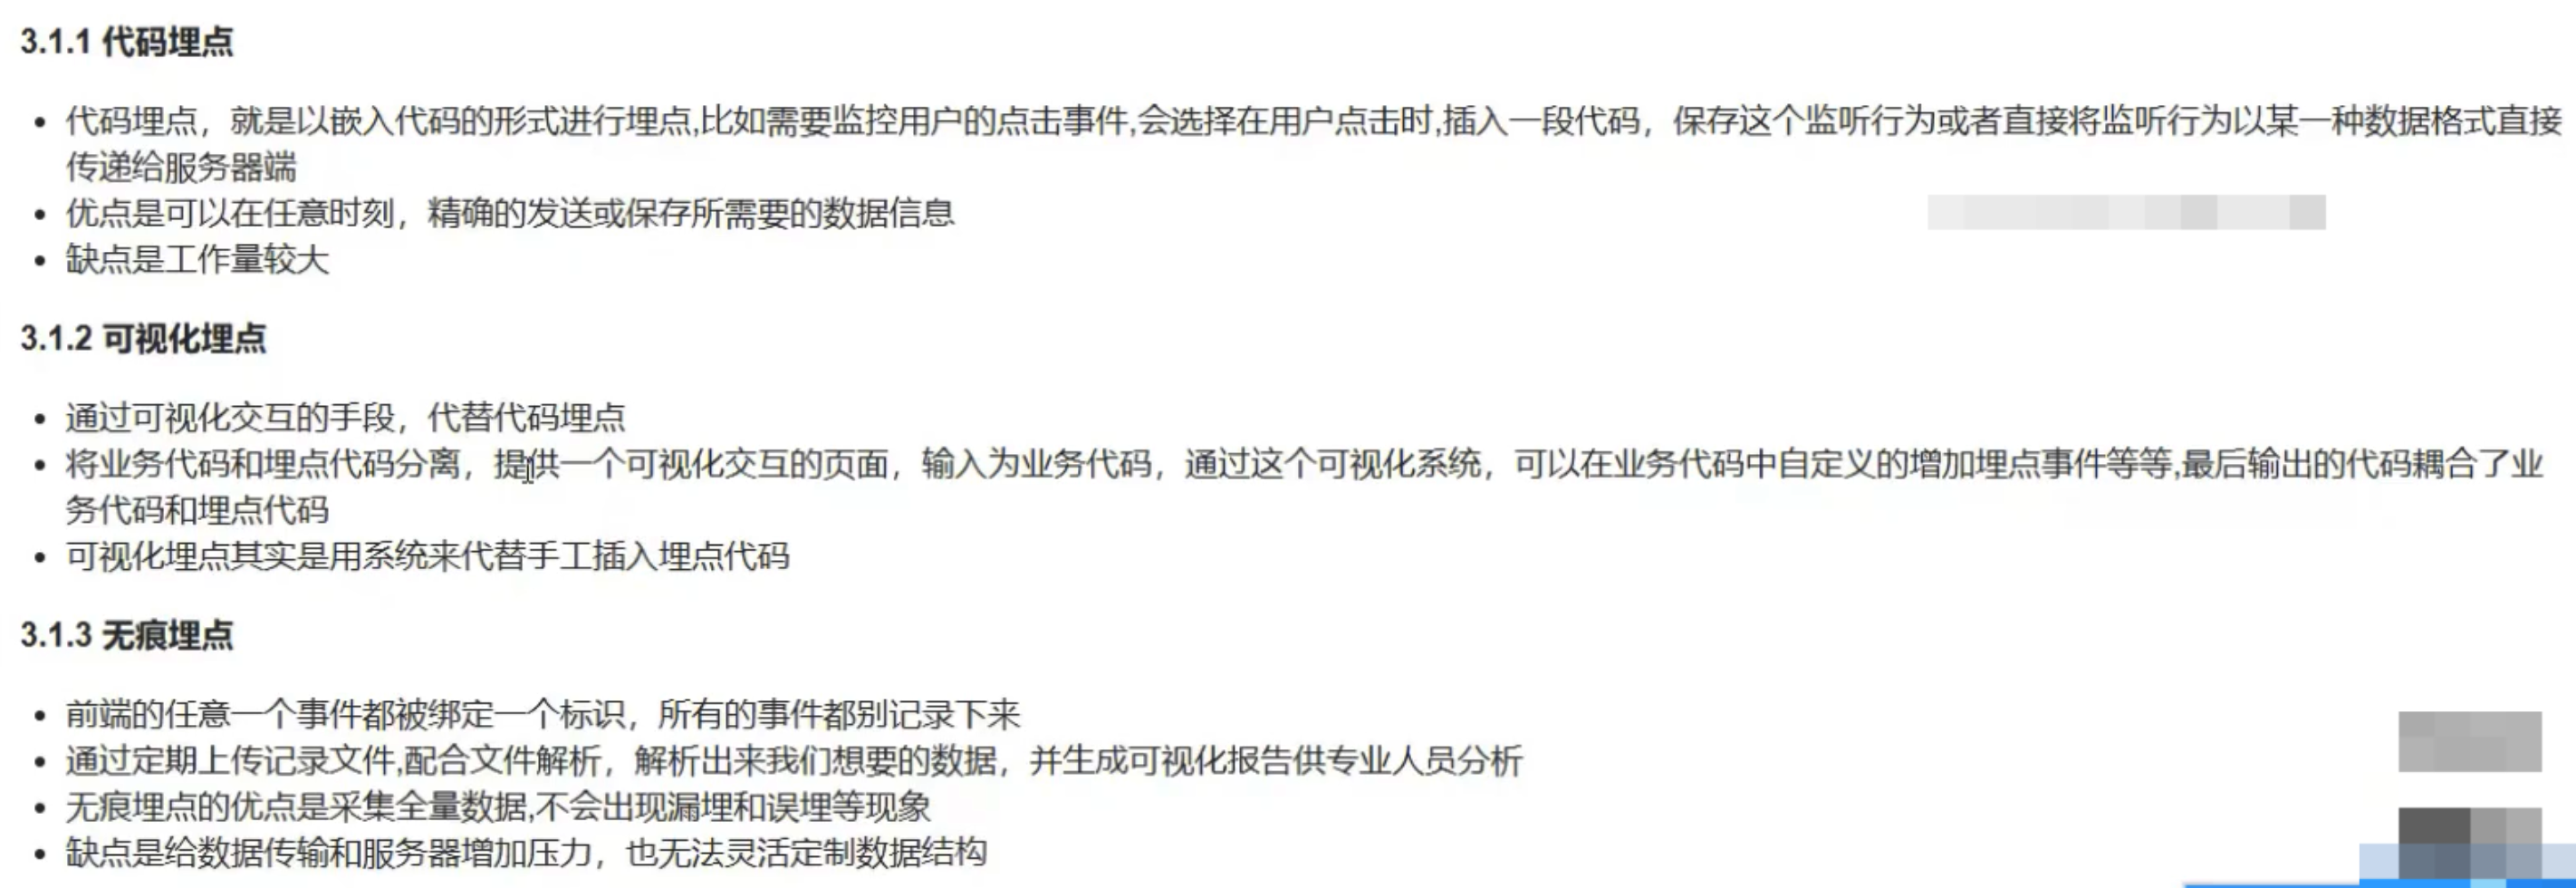 3.1.1 代码埋点
• 代码埋点，就是以嵌入代码的形式进行埋点,比如需要监控用户的点击事件,会选择在用户点击时,插入一段代码，保存这个监听行为或者直接将监听行为以某一种数据格式直接
传递给服务器端
• 优点是可以在任意时刻，精确的发送或保存所需要的数据信息
• 缺点是工作量较大
3.1.2 可视化埋点
• 通过可视化交互的手段，代替代码埋点
• 将业务代码和埋点代码分离，提供一个可视化交互的页面，输入为业务代码，通过这个可视化系统，可以在业务代码中自定义的增加埋点事件等等,最后输出的代码耦合了业
务代码和埋点代码
• 可视化埋点其实是用系统来代替手工插入埋点代码
3.1.3 无痕埋点
• 前端的任意一个事件都被绑定一个标识，所有的事件都别记录下来
• 通过定期上传记录文件,配合文件解析，解析出来我们想要的数据，并生成可视化报告供专业人员分析
• 无痕埋点的优点是采集全量数据,不会出现漏埋和误埋等现象
• 缺点是给数据传输和服务器增加压力，也无法灵活定制数据结构